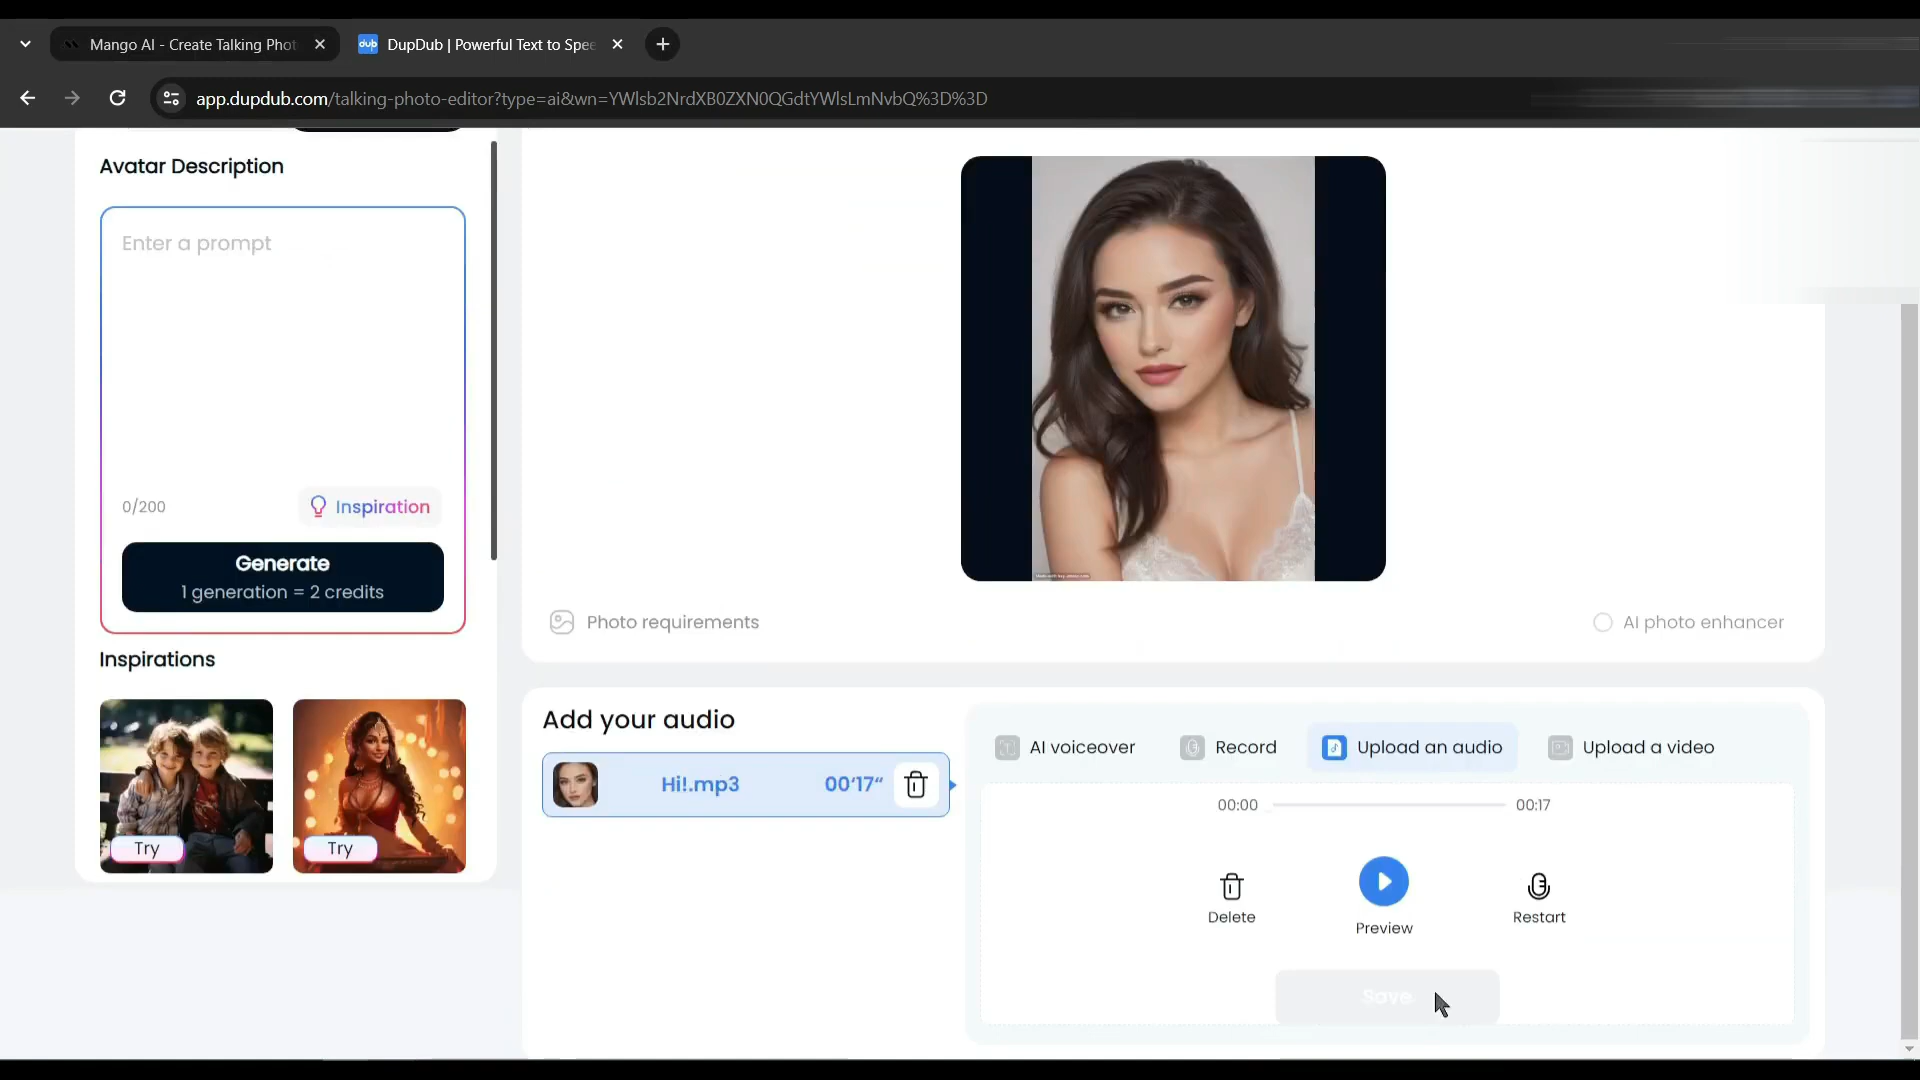 Mango AI - Create Talking Phot
DupDub | Powerful Text to Spee
app.dupdub.com/talking-photo-editor?type=ai&wn=YWlsb2NrdXB0ZXN0QGdtYWlsLmNvbQ%3D%3D
Avatar Description
Enter a prompt
0/200
Inspiration
Generate
1 generation = 2 credits
Inspirations
Try
Try
Photo requirements
AI photo enhancer
Add your audio
Hi!.mp3
00'17"
AI voiceover
Record
Upload an audio
Upload a video
00:00
00:17
Delete
Preview
Restart
Save